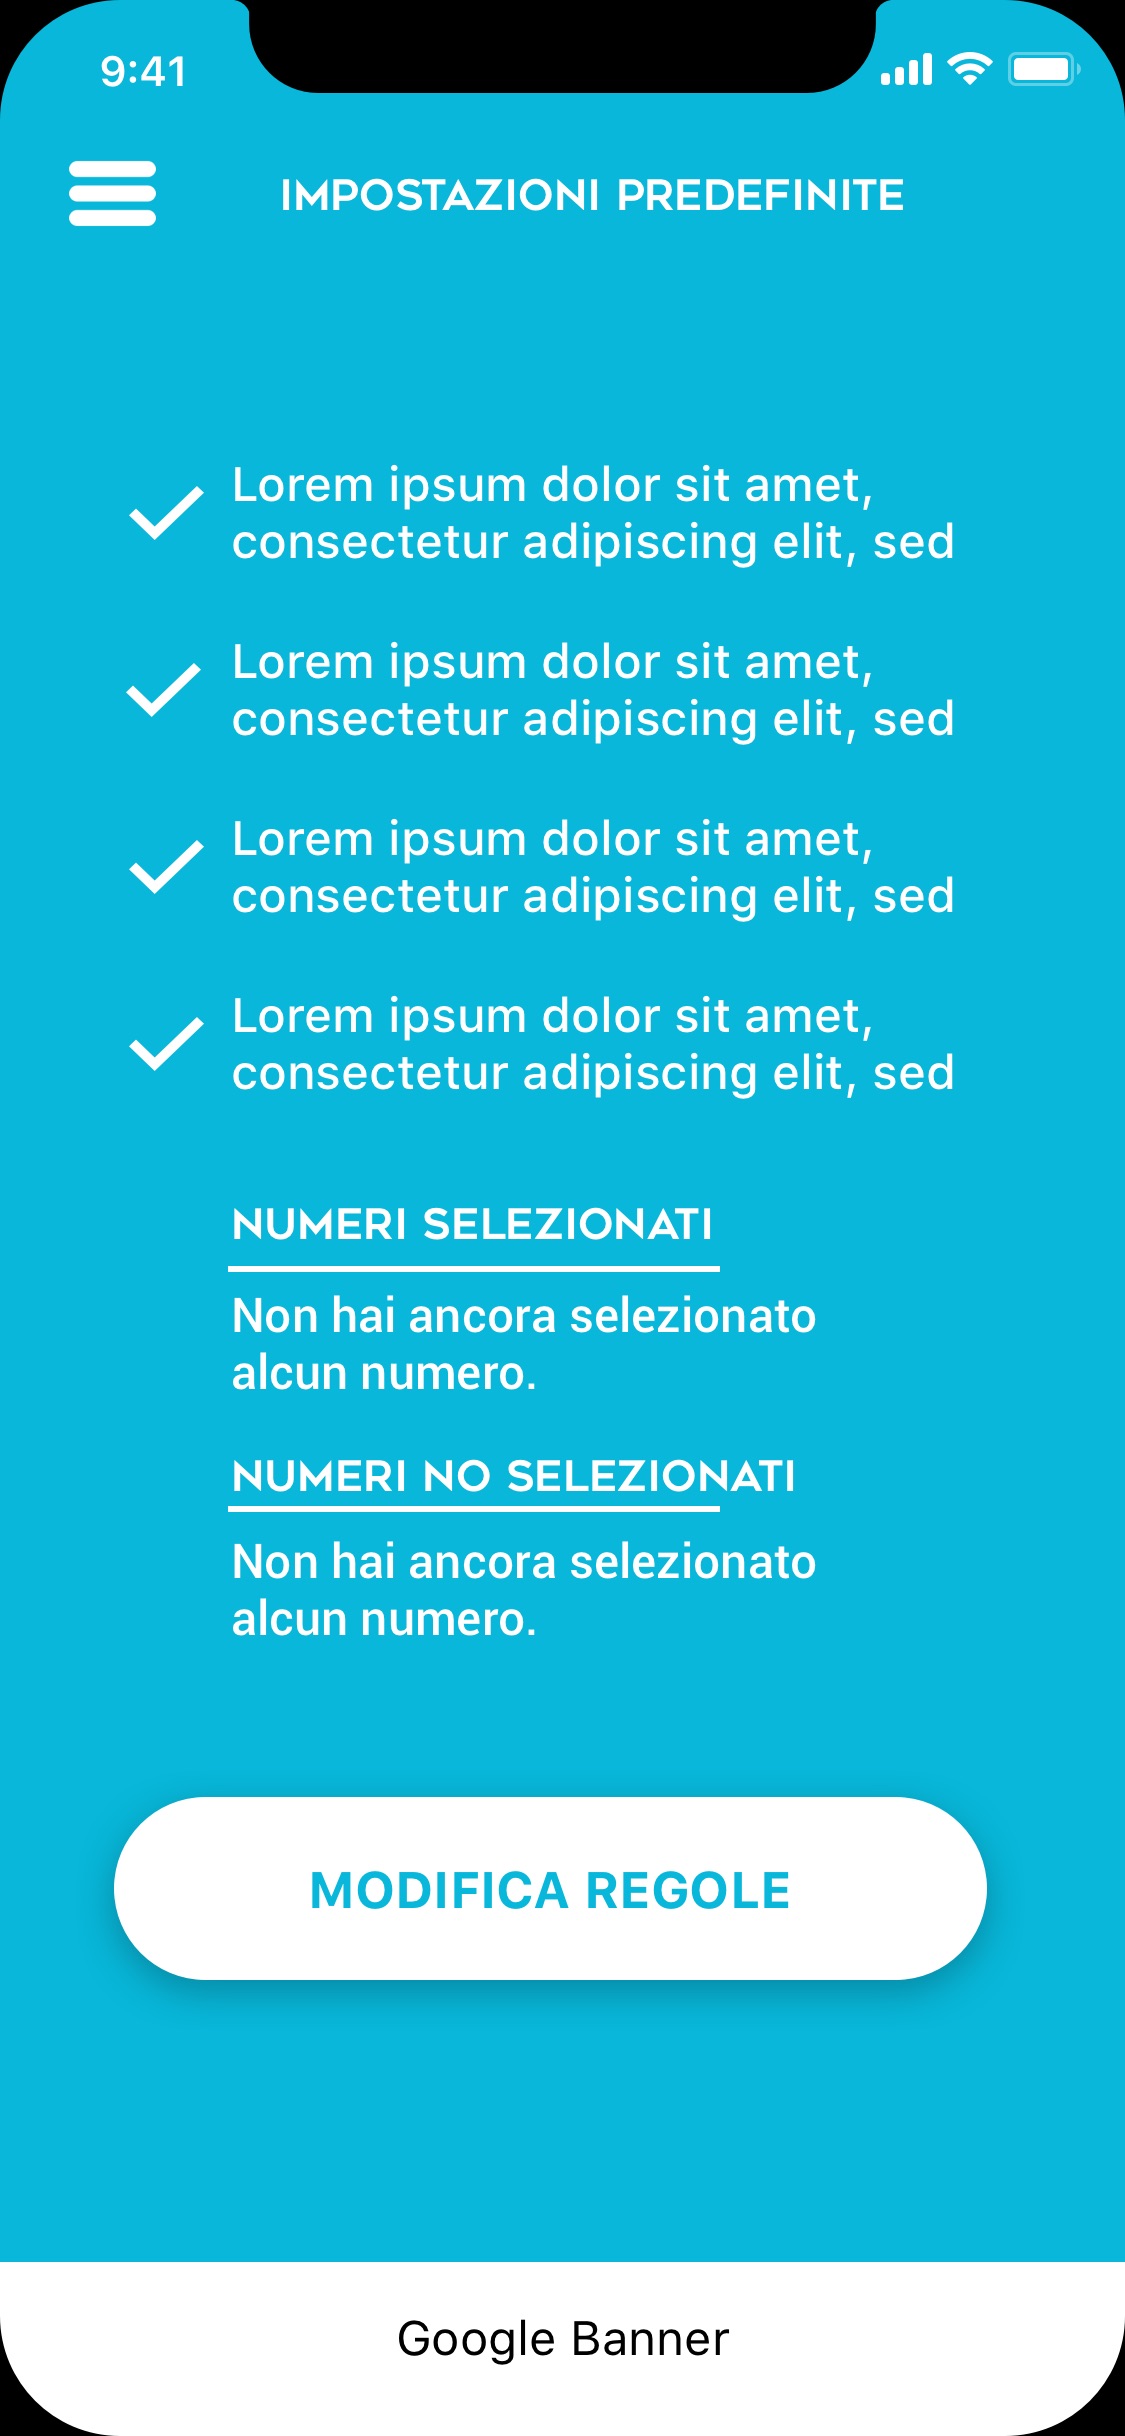 9:41
IMPOSTAZIONI PREDEFINITE
Lorem ipsum dolor sit amet,
consectetur adipiscing elit, sed
Lorem ipsum dolor sit amet,
consectetur adipiscing elit, sed
Lorem ipsum dolor sit amet,
consectetur adipiscing elit, sed
Lorem ipsum dolor sit amet,
consectetur adipiscing elit, sed
NUMERI SELEZIONATI
Non hai ancora selezionato
alcun numero.
NUMERI NO SELEZIONATI
Non hai ancora selezionato
alcun numero.
MODIFICA REGOLE
Google Banner